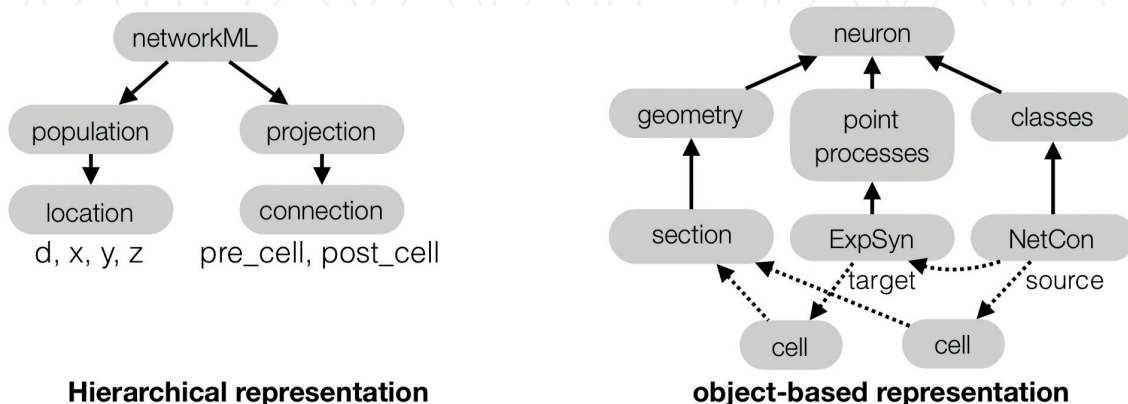 networkML
population
projection
location
connection
d, x, y, z
pre_cell, post_cell
Hierarchical representation
neuron
geometry
point
processes
classes
section
ExpSyn
NetCon
target
source
cell
cell
object-based representation